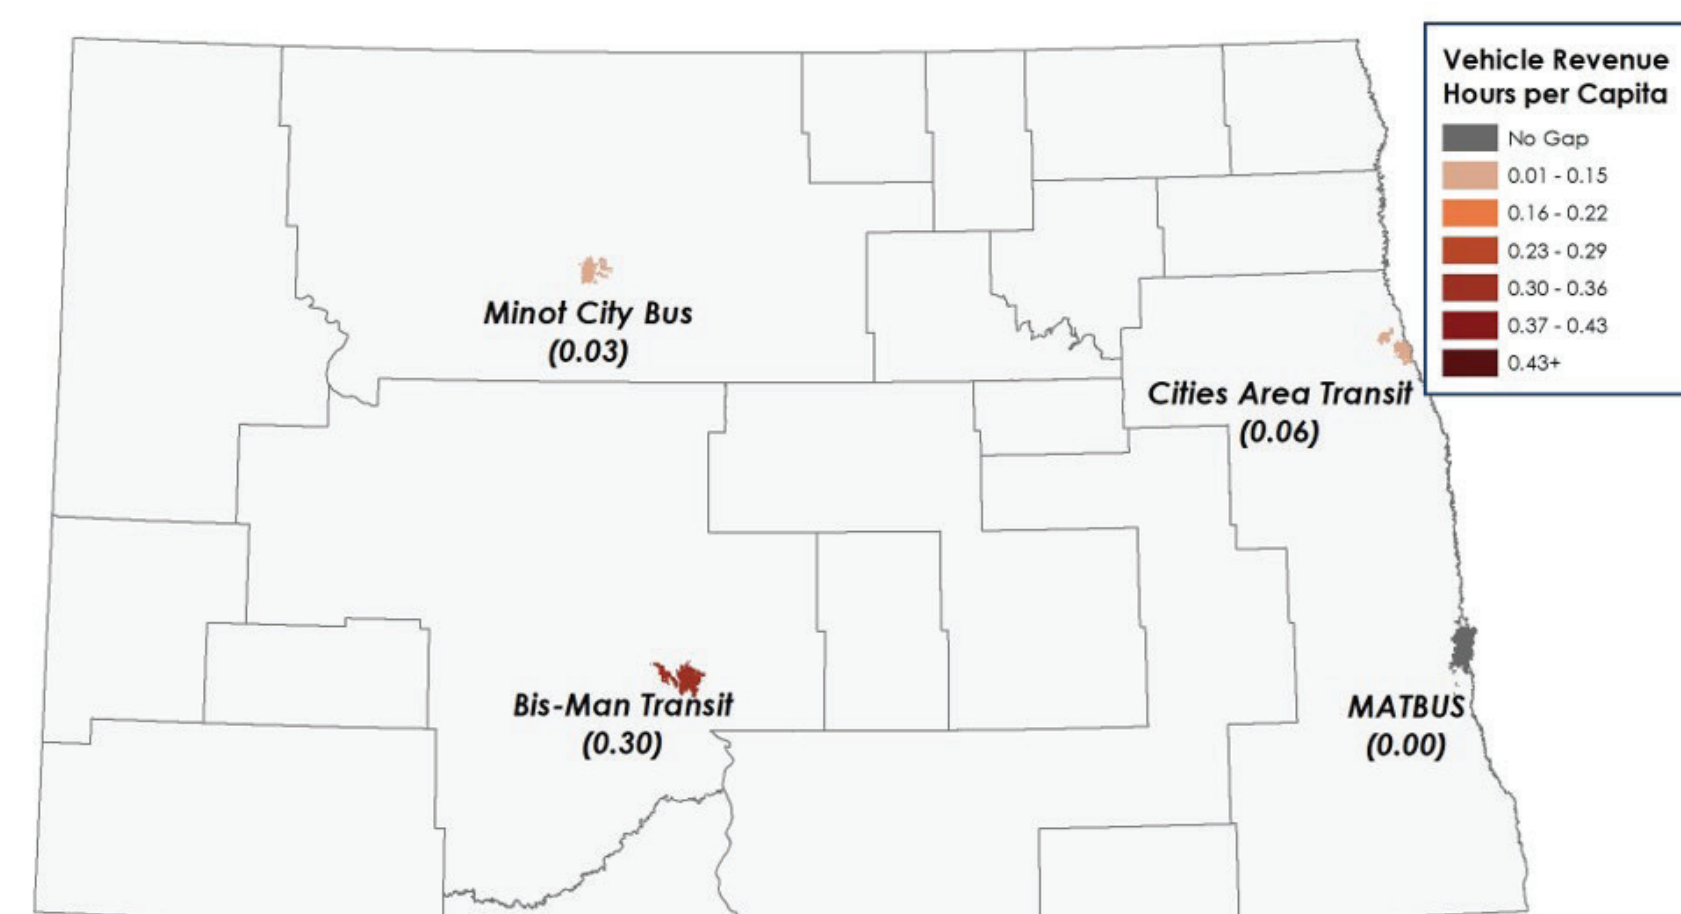 Vehicle Revenue
Hours per Capita
No Gap
0.01 - 0.15
0.16 - 0.22
0.23 - 0.29
0.30 - 0.36
0.37 - 0.43
0.43+
Minot City Bus
(0.03)
Cities Area Transit
(0.06)
Bis-Man Transit
(0.30)
MATBUS
(0.00)